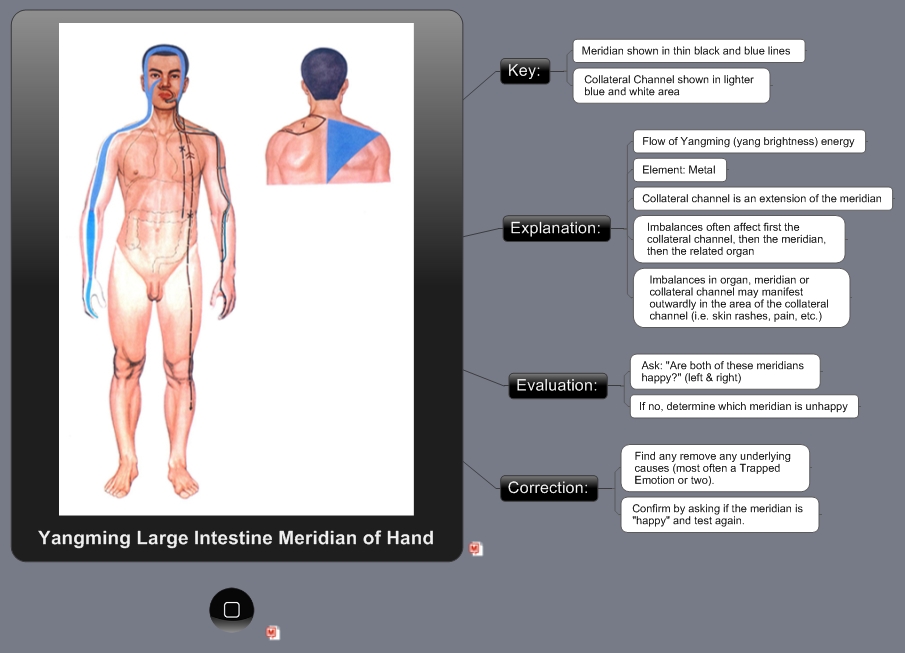 Yangming Large Intestine Meridian of Hand
Key:
Meridian shown in thin black and blue lines
Collateral Channel shown in lighter
blue and white area
Explanation:
Flow of Yangming (yang brightness) energy
Element: Metal
Collateral channel is an extension of the meridian
Imbalances often affect first the
collateral channel, then the meridian,
then the related organ
Imbalances in organ, meridian or
collateral channel may manifest
outwardly in the area of the collateral
channel (i.e. skin rashes, pain, etc.)
Evaluation:
Ask: "Are both of these meridians
happy?" (left & right)
If no, determine which meridian is unhappy
Correction:
Find any remove any underlying
causes (most often a Trapped
Emotion or two).
Confirm by asking if the meridian is
"happy" and test again.